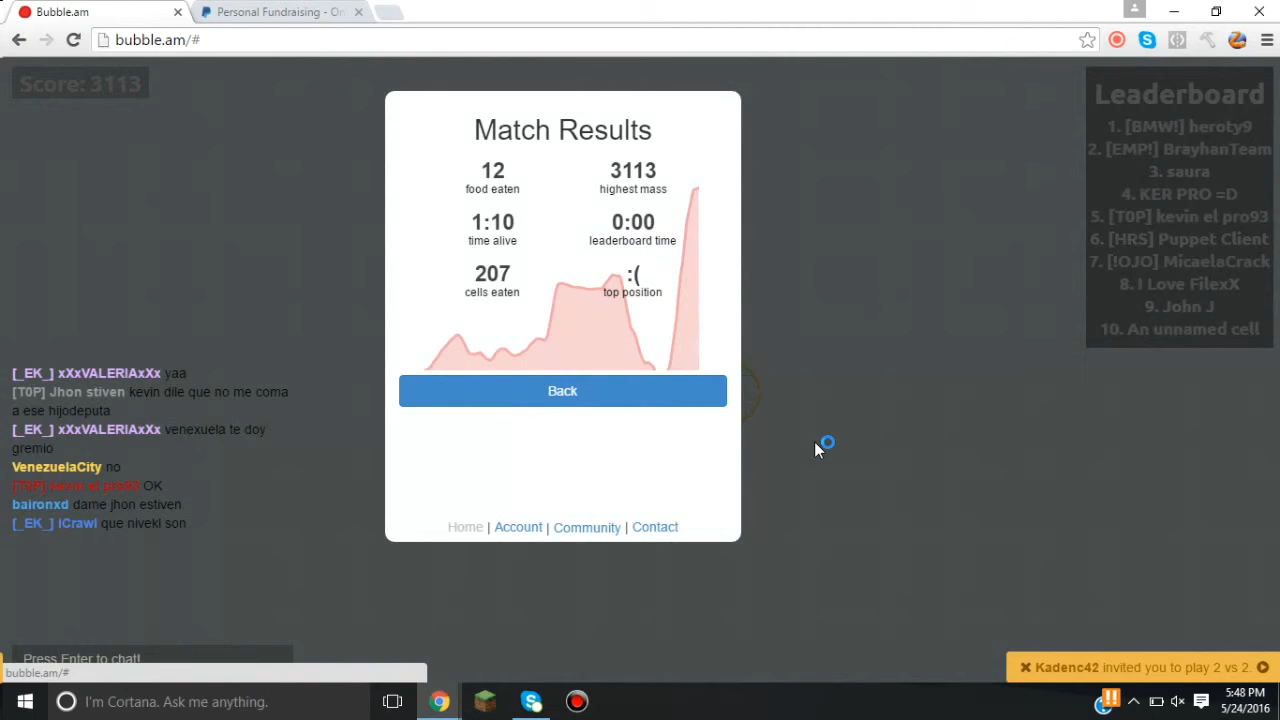 Bubble.am
Personal Fundraising - On
bubble.am/#
Score: 3113
Leaderboard
1. [BMW!] heroty9
2. [EMP!] BrayhanTeam
3. saura
4. KER PRO =D
5. [T0P] kevin el pro93
6. [HRS] Puppet Client
7. [!OJO] MicaelaCrack
8. I Love FilexX
9. John J
10. An unnamed cell
Match Results
12
food eaten
3113
highest mass
1:10
time alive
0:00
leaderboard time
207
cells eaten
:(
top position
Back
Home | Account | Community | Contact
[_EK_] xXxVALERIAxXx yaa
[T0P] Jhon stiven kevin dile que no me coma
a ese hijodeputa
[_EK_] xXxVALERIAxXx venexuela te doy
gremio
VenezuelaCity no
[T0P] kevin el pro93 OK
baironxd dame jhon estiven
[_EK_] ICrawl que nivekl son
Press Enter to chat!
bubble.am/#
Kadenc42 invited you to play 2 vs 2.
I'm Cortana. Ask me anything.
5:48 PM
5/24/2016